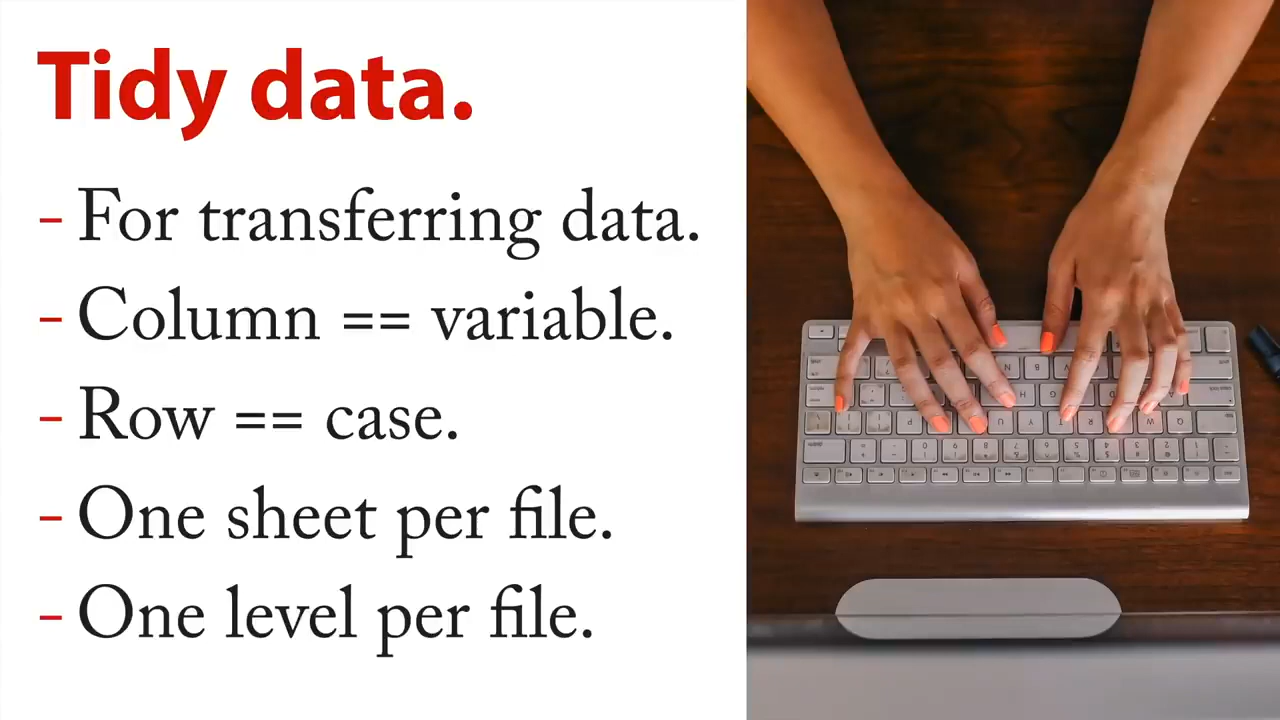 Tidy data.
- For transferring data.
- Column == variable.
- Row == case.
- One sheet per file.
- One level per file.